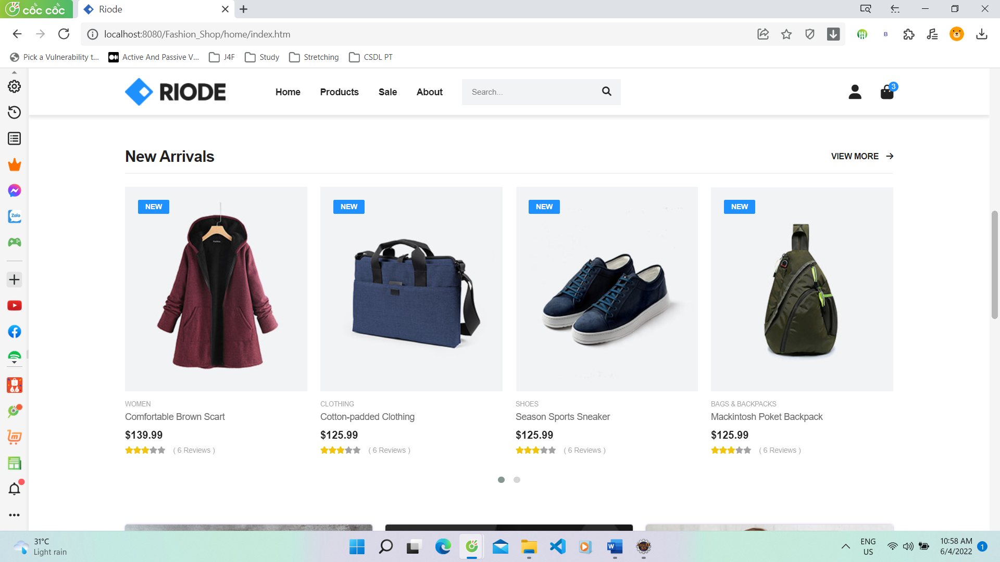 cốc cốc
Riode
localhost:8080/Fashion_Shop/home/index.htm
B
Pick a Vulnerability t...
Active And Passive V...
J4F
Study
Stretching
CSDL PT
RIODE
Home
Products
Sale
About
Search...
3
New Arrivals
VIEW MORE
NEW
NEW
NEW
NEW
WOMEN
CLOTHING
SHOES
BAGS & BACKPACKS
Comfortable Brown Scart
Cotton-padded Clothing
Season Sports Sneaker
Mackintosh Poket Backpack
$139.99
$125.99
$125.99
$125.99
( 6 Reviews )
( 6 Reviews )
( 6 Reviews )
( 6 Reviews )
Zalo
6.6
31°C
Light rain
ENG
US
10:58 AM
6/4/2022
1